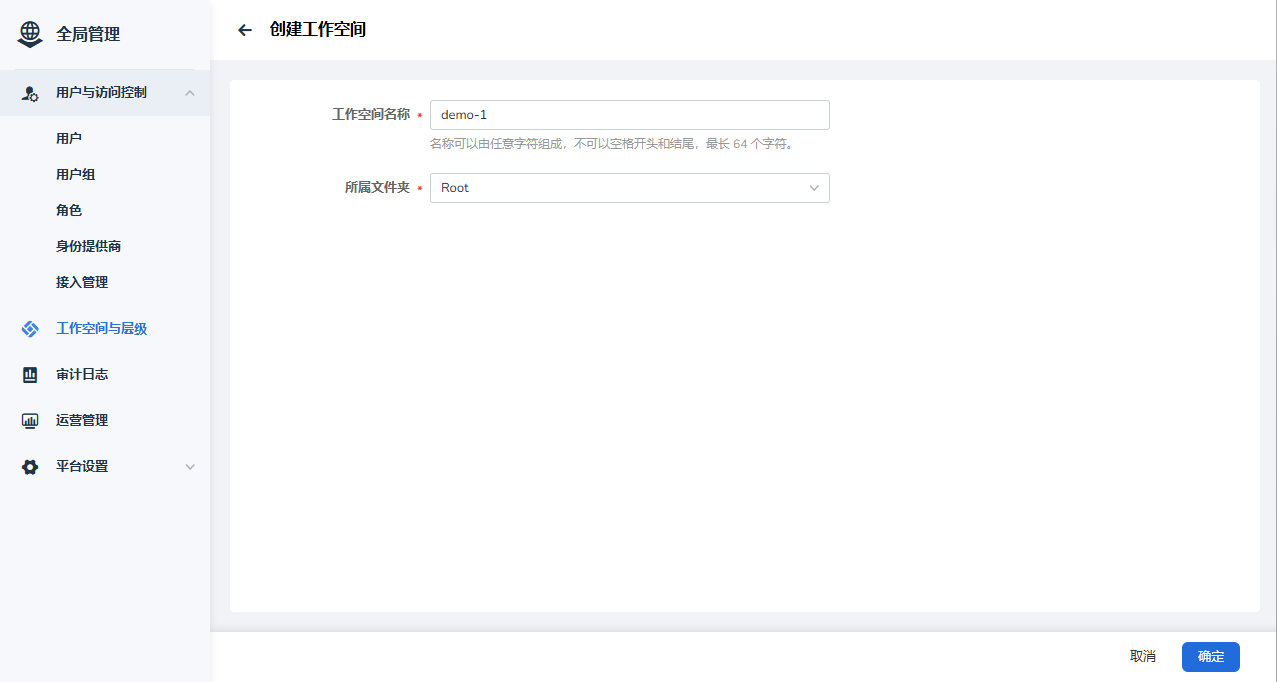 全局管理
用户与访问控制
用户
用户组
角色
身份提供商
接入管理
工作空间与层级
审计日志
运营管理
平台设置
创建工作空间
工作空间名称 * demo-1
名称可以由任意字符组成，不可以空格开头和结尾，最长 64 个字符。
所属文件夹 * Root
取消 确定